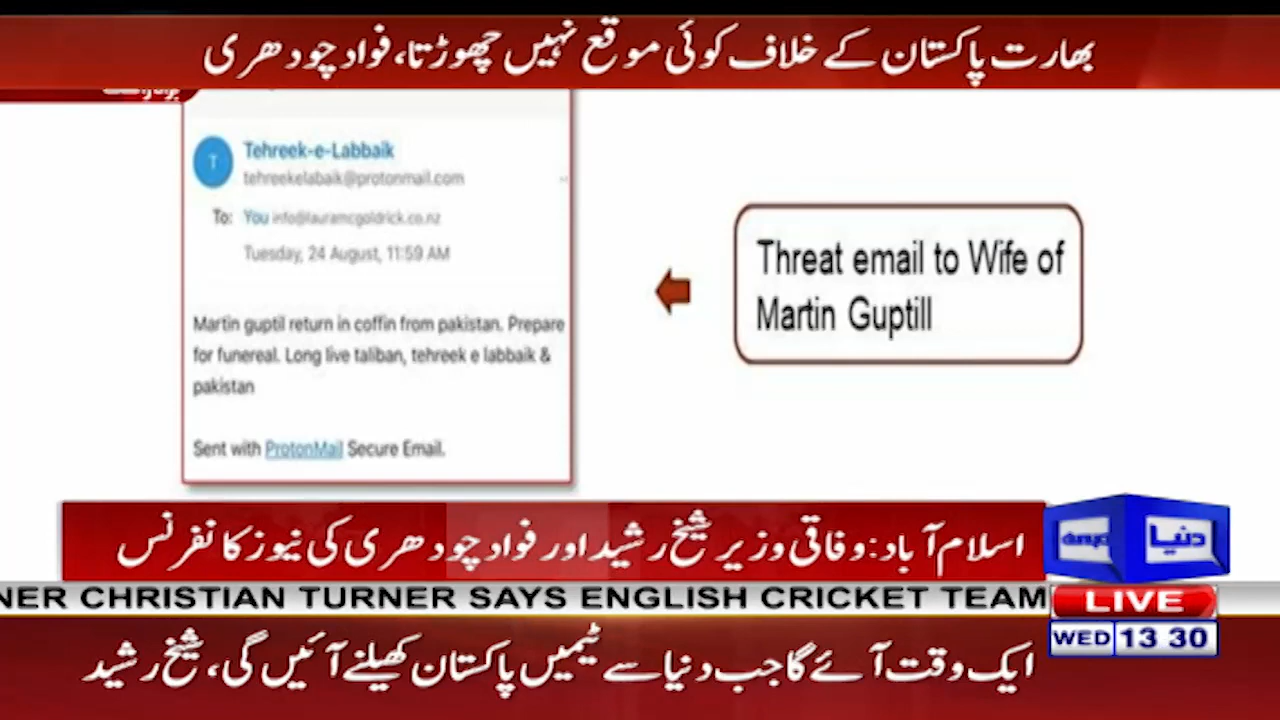 بھارت پاکستان کے خلاف کوئی موقع نہیں چھوڑتا، فواد چودھری
T
Tehreek-e-Labbaik
tehreekelabaik@protonmail.com
To: You info@lauramcgoldrick.co.nz
Tuesday, 24 August, 11:59 AM
Martin guptil return in coffin from pakistan. Prepare
for funereal. Long live taliban, tehreek e labbaik &
pakistan
Sent with ProtonMail Secure Email.
Threat email to Wife of
Martin Guptill
اسلام آباد: وفاقی وزیر شیخ رشید اور فواد چودھری کی نیوز کانفرنس
dunya
دنیا
NER CHRISTIAN TURNER SAYS ENGLISH CRICKET TEAM
LIVE
WED 13 30
ایک وقت آئے گا جب دنیا سے ٹیمیں پاکستان کھیلنے آئیں گی، شیخ رشید